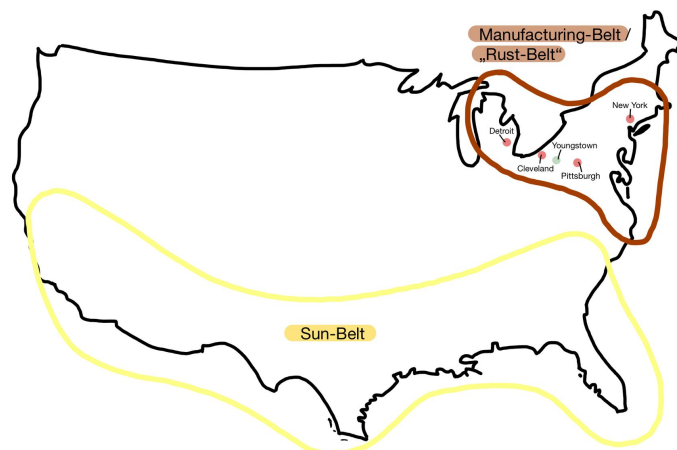 Manufacturing-Belt /
„Rust-Belt“
New York
Detroit
Youngstown
Cleveland
Pittsburgh
Sun-Belt